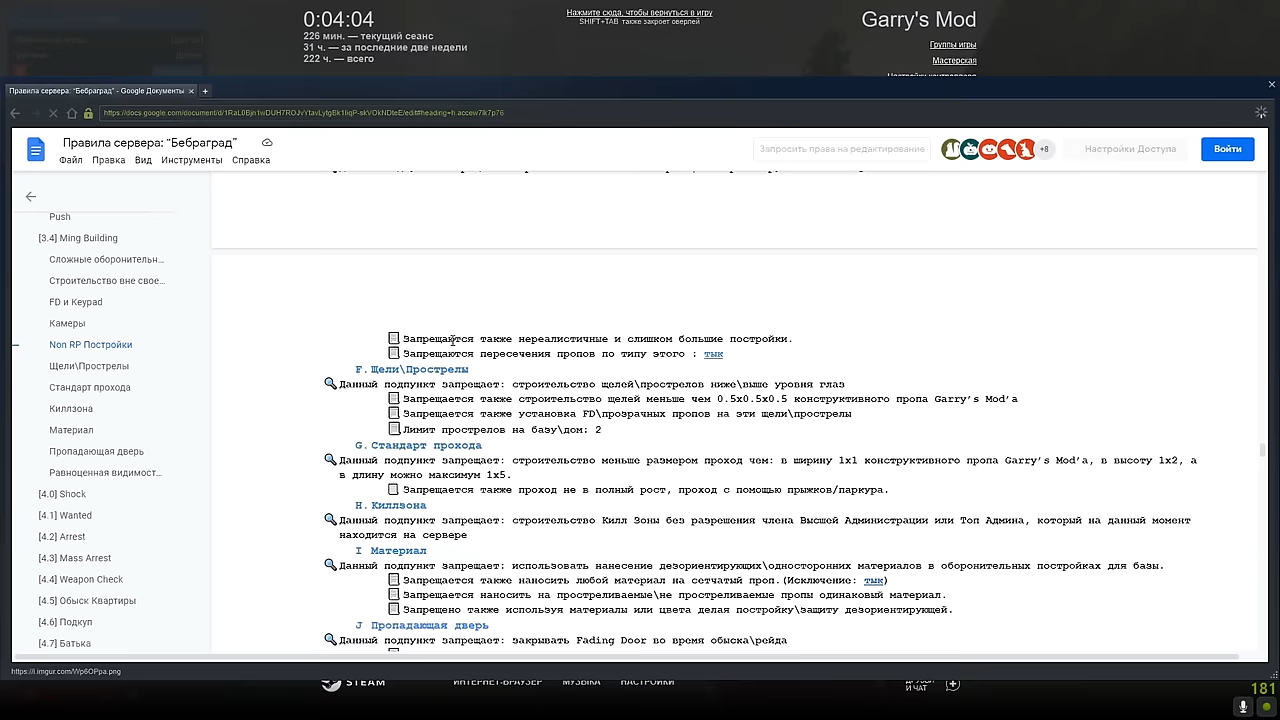 0:04:04
226 мин. — текущий сеанс
31 ч. — за последние две недели
222 ч. — всего
Нажмите сюда, чтобы вернуться в игру
SHIFT+TAB также закроет оверлей
Garry's Mod
Группы игры
Мастерская
Правила сервера: "Бебраград" - Google Документы
Правила сервера: "Бебраград"
Файл Правка Вид Инструменты Справка
Запросить права на редактирование
+8
Настройки Доступа
Войти
Push
[3.4] Ming Building
Сложные оборонительн...
Строительство вне свое...
FD и Keypad
Камеры
Non RP Постройки
Щели\Прострелы
Стандарт прохода
Киллзона
Материал
Пропадающая дверь
Равноценная видимост...
[4.0] Shock
[4.1] Wanted
[4.2] Arrest
[4.3] Mass Arrest
[4.4] Weapon Check
[4.5] Обыск Квартиры
[4.6] Подкуп
[4.7] Батька
Запрещаются также нереалистичные и слишком большие постройки.
Запрещаются пересечения пропов по типу этого : тык
F. Щели\Прострелы
Данный подпункт запрещает: строительство щелей\прострелов ниже\выше уровня глаз
Запрещается также строительство щелей меньше чем 0.5x0.5x0.5 конструктивного пропа Garry's Mod'a
Запрещается также установка FD\прозрачных пропов на эти щели\прострелы
Лимит прострелов на базу\дом: 2
G. Стандарт прохода
Данный подпункт запрещает: строительство меньше размером проход чем: в ширину 1x1 конструктивного пропа Garry's Mod'a, в высоту 1x2, а
в длину можно максимум 1x5.
Запрещается также проход не в полный рост, проход с помощью прыжков/паркура.
H. Киллзона
Данный подпункт запрещает: строительство Килл Зоны без разрешения члена Высшей Администрации или Топ Админа, который на данный момент
находится на сервере
I Материал
Данный подпункт запрещает: использовать нанесение дезориентирующих\односторонних материалов в оборонительных постройках для базы.
Запрещается также наносить любой материал на сетчатый проп.(Исключение: тык)
Запрещается наносить на простреливаемые\не простреливаемые пропы одинаковый материал.
Запрещено также используя материалы или цвета делая постройку\защиту дезориентирующей.
J Пропадающая дверь
Данный подпункт запрещает: закрывать Fading Door во время обыска\рейда
https://i.imgur.com/Wp6OPpa.png
STEAM
ИНТЕРНЕТ-БРАУЗЕР МУЗЫКА НАСТРОЙКИ
И ЧАТ
181